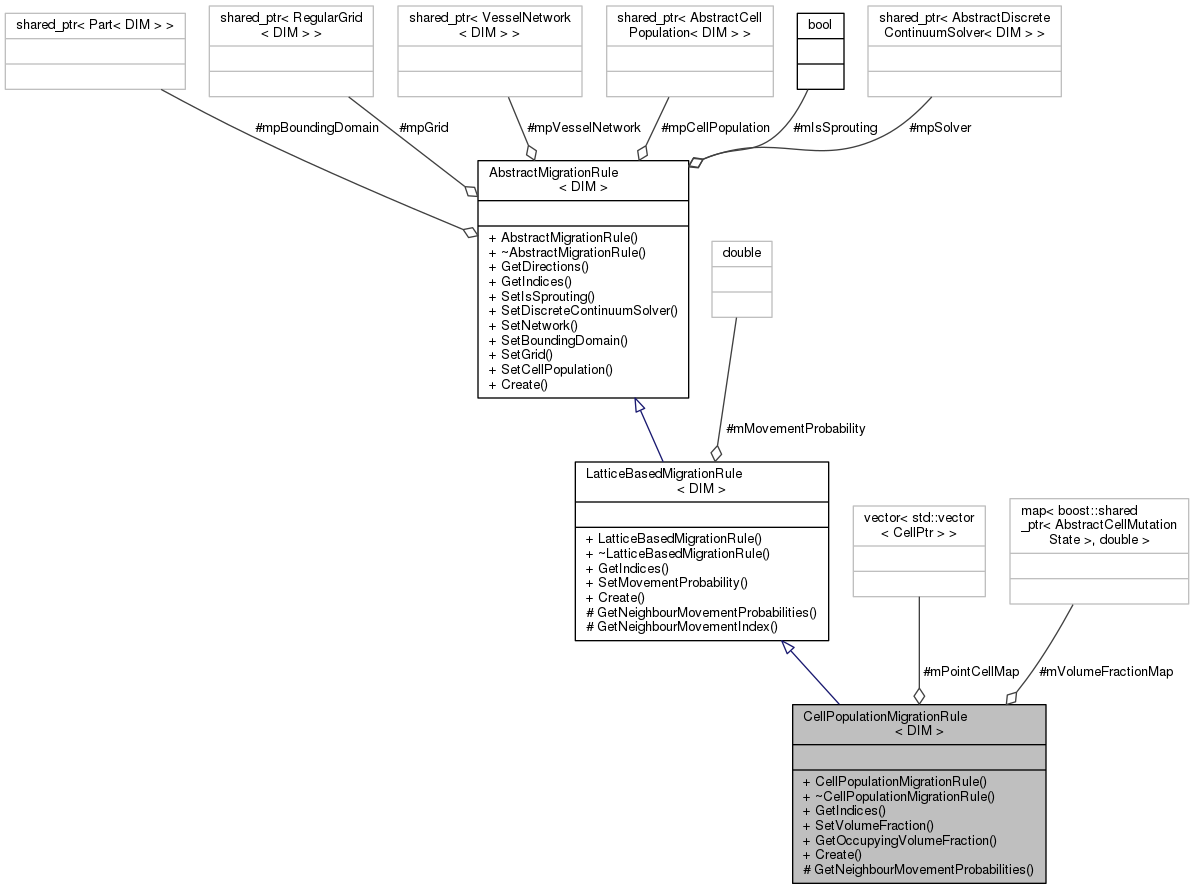 shared_ptr< Part< DIM > >
shared_ptr< RegularGrid
< DIM > >
shared_ptr< VesselNetwork
< DIM > >
shared_ptr< AbstractCell
Population< DIM > >
bool
shared_ptr< AbstractDiscrete
ContinuumSolver< DIM > >
#mpBoundingDomain
#mpGrid
#mpVesselNetwork
#mpCellPopulation
#mIsSprouting
#mpSolver
AbstractMigrationRule
< DIM >
+ AbstractMigrationRule()
+ ~AbstractMigrationRule()
+ GetDirections()
+ GetIndices()
+ SetIsSprouting()
+ SetDiscreteContinuumSolver()
+ SetNetwork()
+ SetBoundingDomain()
+ SetGrid()
+ SetCellPopulation()
+ Create()
double
#mMovementProbability
LatticeBasedMigrationRule
< DIM >
+ LatticeBasedMigrationRule()
+ ~LatticeBasedMigrationRule()
+ GetIndices()
+ SetMovementProbability()
+ Create()
# GetNeighbourMovementProbabilities()
# GetNeighbourMovementIndex()
vector< std::vector
< CellPtr > >
map< boost::shared
_ptr< AbstractCellMutation
State >, double >
#mPointCellMap
#mVolumeFractionMap
CellPopulationMigrationRule
< DIM >
+ CellPopulationMigrationRule()
+ ~CellPopulationMigrationRule()
+ GetIndices()
+ SetVolumeFraction()
+ GetOccupyingVolumeFraction()
+ Create()
# GetNeighbourMovementProbabilities()